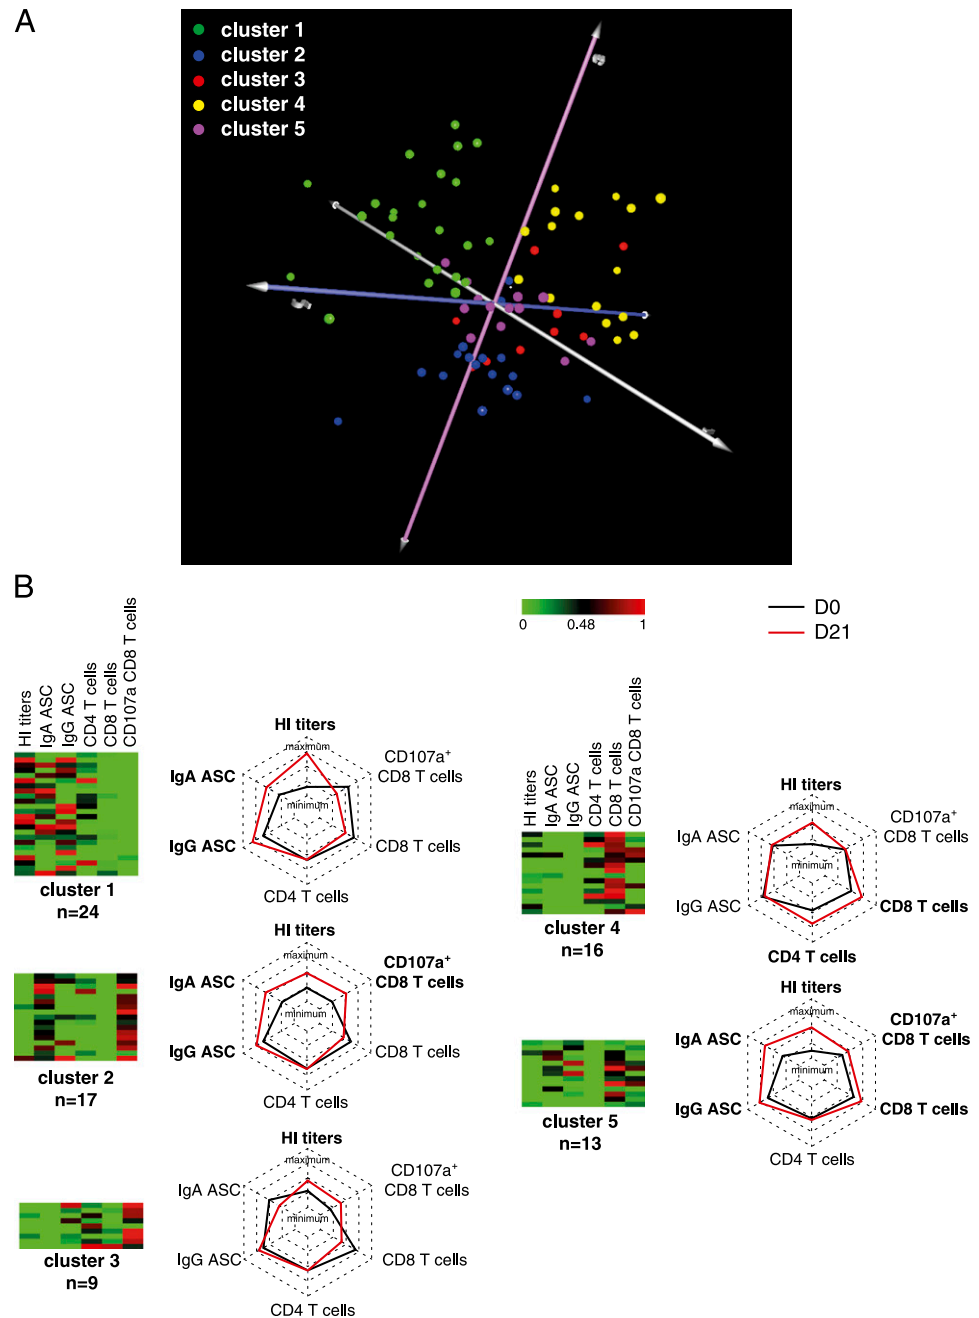 A
cluster 1
cluster 2
cluster 3
cluster 4
cluster 5
B
HI titers
IgA ASC
IgG ASC
CD4 T cells
CD8 T cells
CD107a CD8 T cells
cluster 1
n=24
HI titers
maximum
minimum
CD107a+
CD8 T cells
IgA ASC
IgG ASC
CD8 T cells
CD4 T cells
0 0.48 1
D0
D21
HI titers
IgA ASC
IgG ASC
CD4 T cells
CD8 T cells
CD107a CD8 T cells
cluster 4
n=16
HI titers
maximum
minimum
CD107a+
CD8 T cells
IgA ASC
IgG ASC
CD8 T cells
CD4 T cells
cluster 2
n=17
HI titers
maximum
minimum
CD107a+
CD8 T cells
IgA ASC
IgG ASC
CD8 T cells
CD4 T cells
cluster 5
n=13
HI titers
maximum
minimum
CD107a+
CD8 T cells
IgA ASC
IgG ASC
CD8 T cells
CD4 T cells
cluster 3
n=9
HI titers
maximum
minimum
CD107a+
CD8 T cells
IgA ASC
IgG ASC
CD8 T cells
CD4 T cells